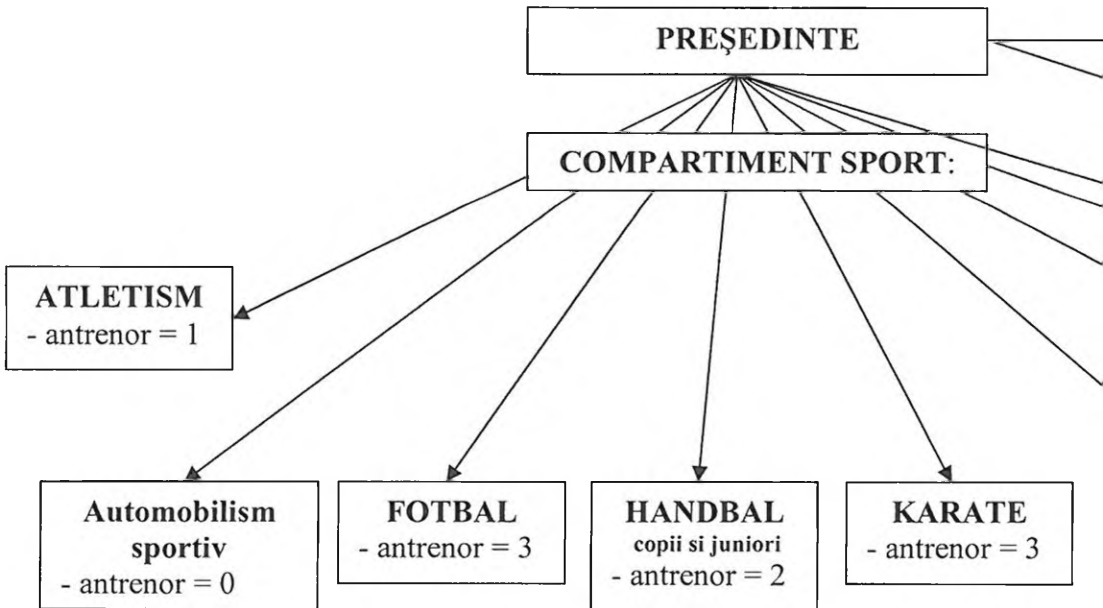 PREŞEDINTE
COMPARTIMENT SPORT:
ATLETISM
- antrenor = 1
Automobilism
sportiv
- antrenor = 0
FOTBAL
- antrenor = 3
HANDBAL
copii si juniori
- antrenor = 2
KARATE
- antrenor = 3